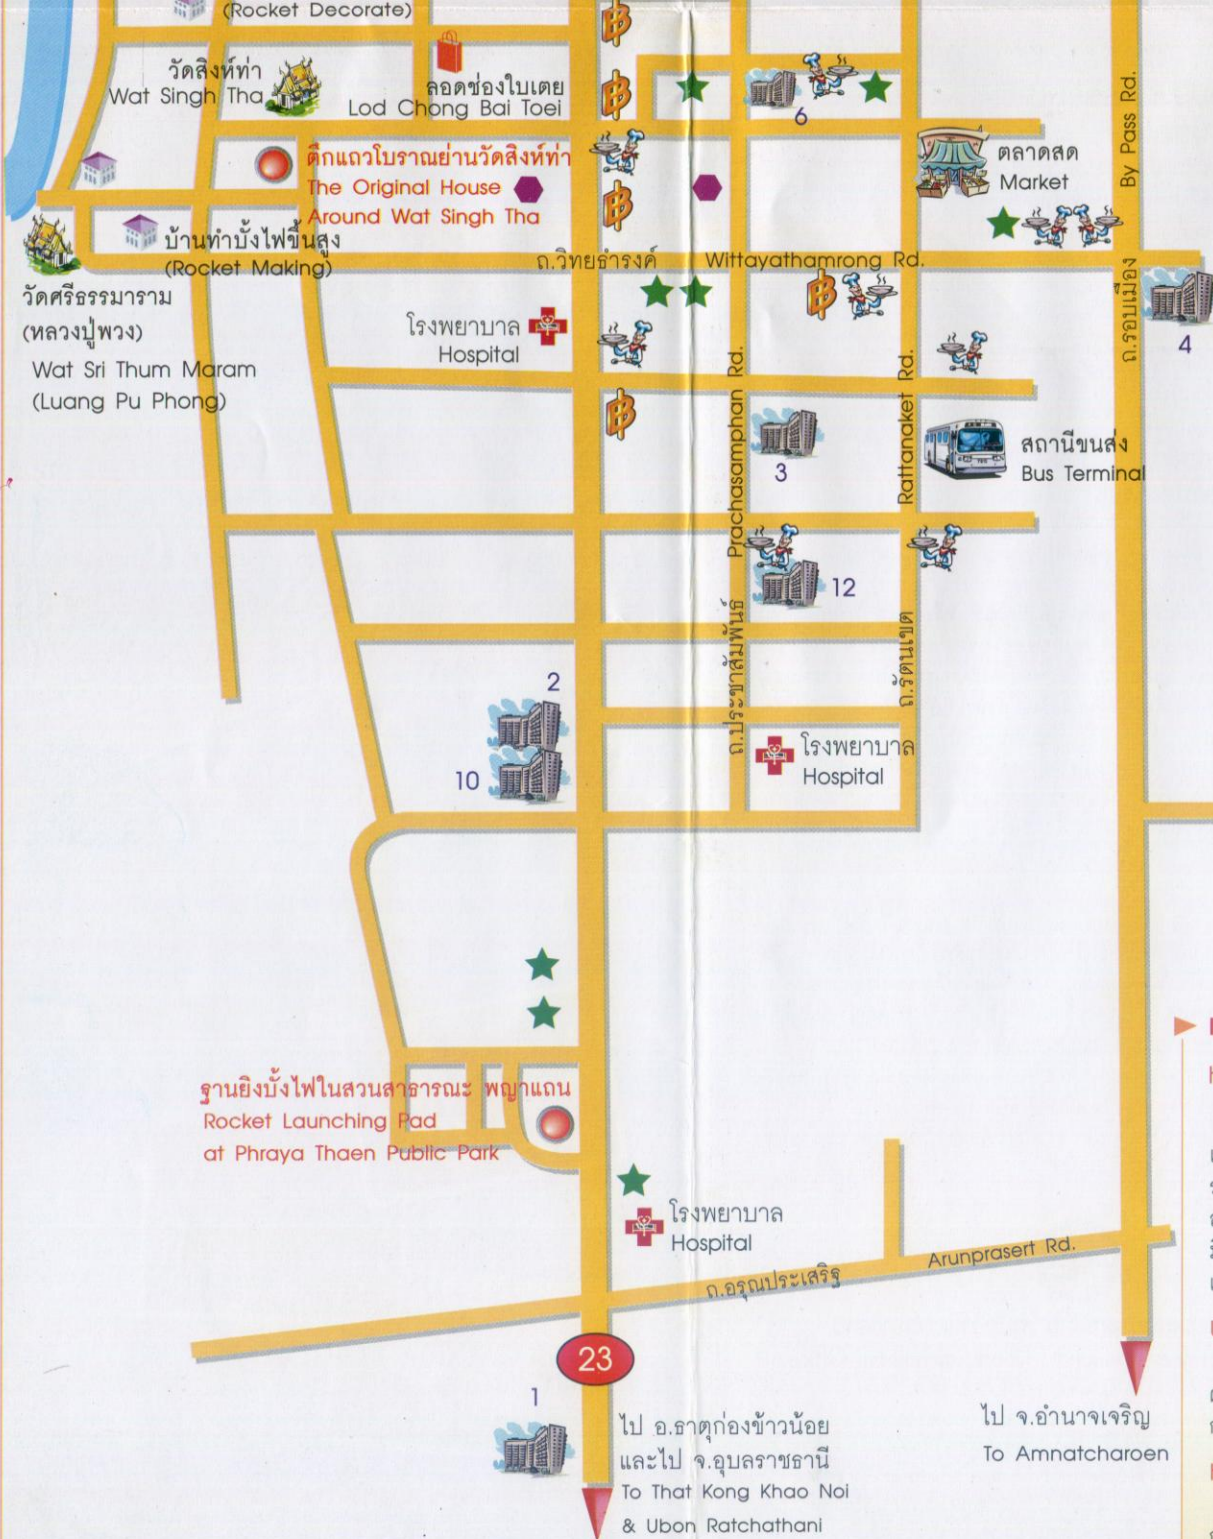 (Rocket Decorate)
วัดสิงห์ท่า
Wat Singh Tha
ลอดช่องใบเตย
Lod Chong Bai Toei
6
By Pass Rd.
ตึกแถวโบราณย่านวัดสิงห์ท่า
The Original House
Around Wat Singh Tha
ตลาดสด
Market
บ้านทำบั้งไฟขึ้นสูง
(Rocket Making)
ถ.วิทยธำรงค์
Wittayathamrong Rd.
วัดศรีธรรมาราม
(หลวงปู่พวง)
Wat Sri Thum Maram
(Luang Pu Phong)
โรงพยาบาล
Hospital
ถ.รอบเมือง
4
Prachasamphan Rd.
Rattanaket Rd.
3
สถานีขนส่ง
Bus Terminal
12
ถ.ประชาสัมพันธ์
ถ.รัตนเขต
2
10
โรงพยาบาล
Hospital
ฐานยิงบั้งไฟในสวนสาธารณะ พญาแถน
Rocket Launching Pad
at Phraya Thaen Public Park
โรงพยาบาล
Hospital
ถ.อรุณประเสริฐ
Arunprasert Rd.
23
1
ไป อ.ธาตุก่องข้าวน้อย
และไป จ.อุบลราชธานี
To That Kong Khao Noi
& Ubon Ratchathani
ไป จ.อำนาจเจริญ
To Amnatcharoen